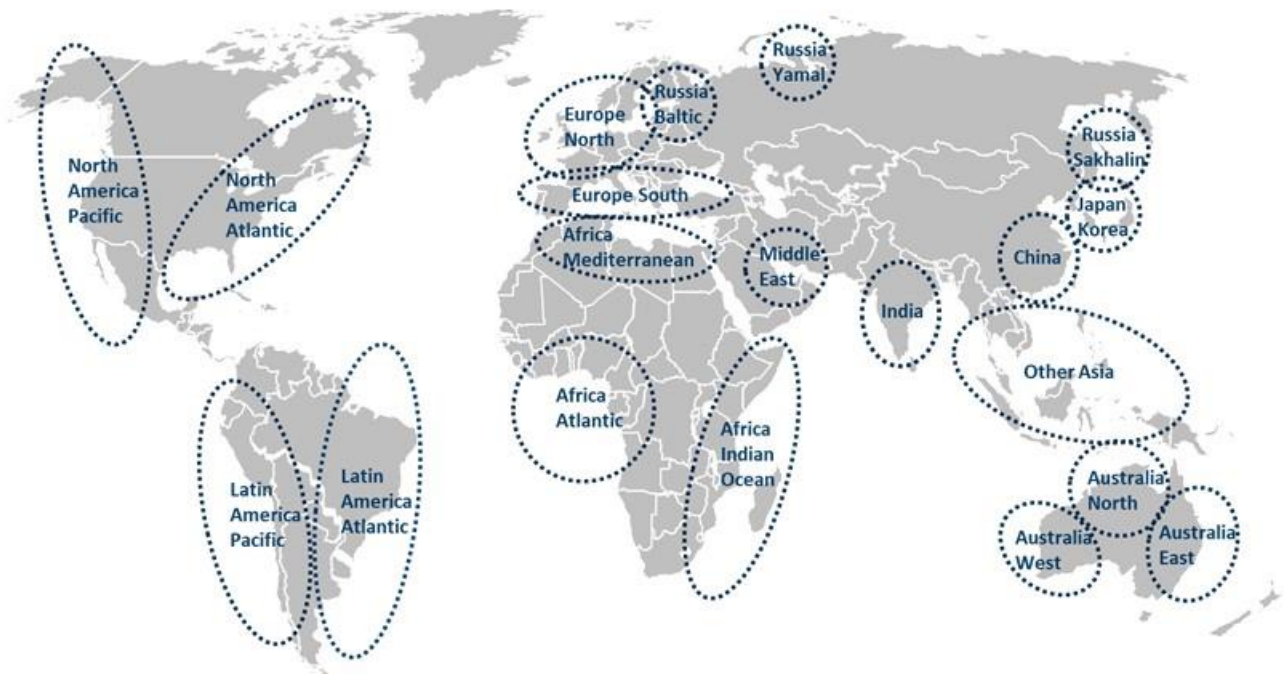 Russia
Yamal
Russia
Baltic
Europe
North
Russia
Sakhalin
North
America
Pacific
North
America
Atlantic
Europe South
Japan
Korea
Africa
Mediterranean
Middle
East
China
India
Other Asia
Africa
Atlantic
Africa
Indian
Ocean
Latin
America
Pacific
Latin
America
Atlantic
Australia
North
Australia
West
Australia
East